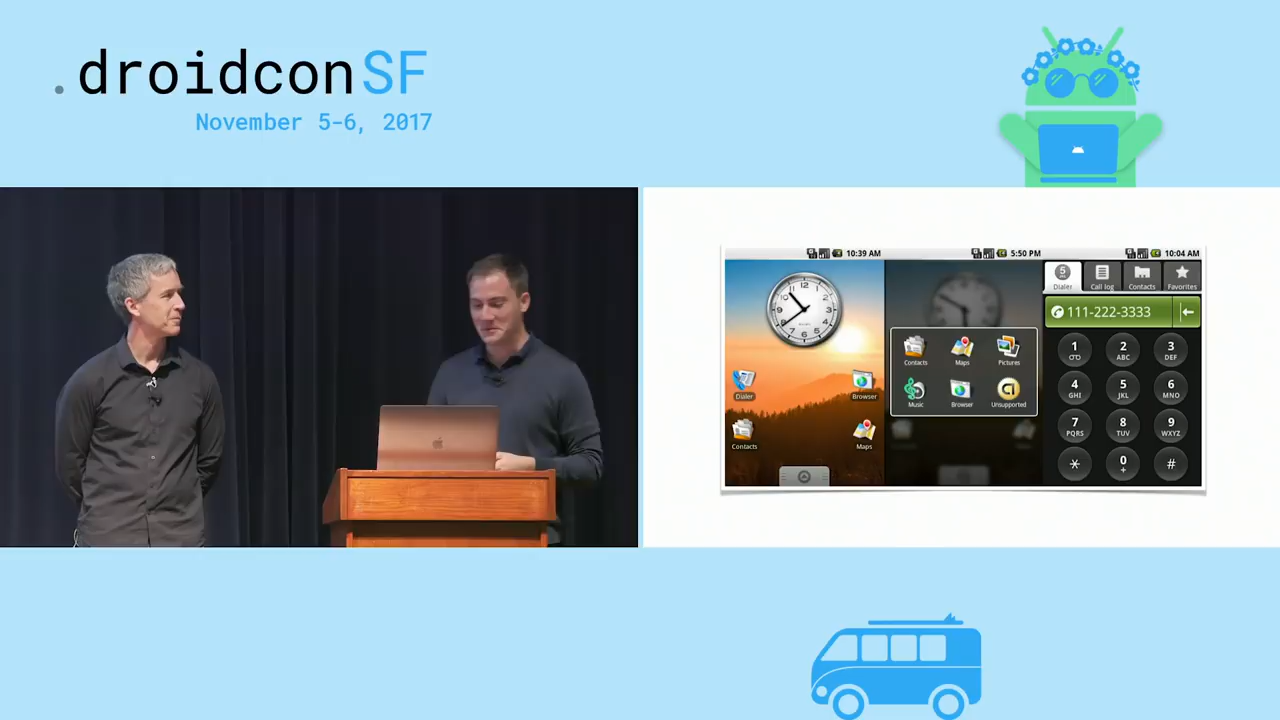 .droidconSF
November 5-6, 2017
10:39 AM
5:50 PM
10:04 AM
Dialer
Call log
Contacts
Favorites
111-222-3333
Contacts
Maps
Pictures
Music
Browser
Unsupported
Dialer
Browser
Contacts
Maps
1
2 ABC
3 DEF
4 GHI
5 JKL
6 MNO
7 PQRS
8 TUV
9 WXYZ
*
0 +
#